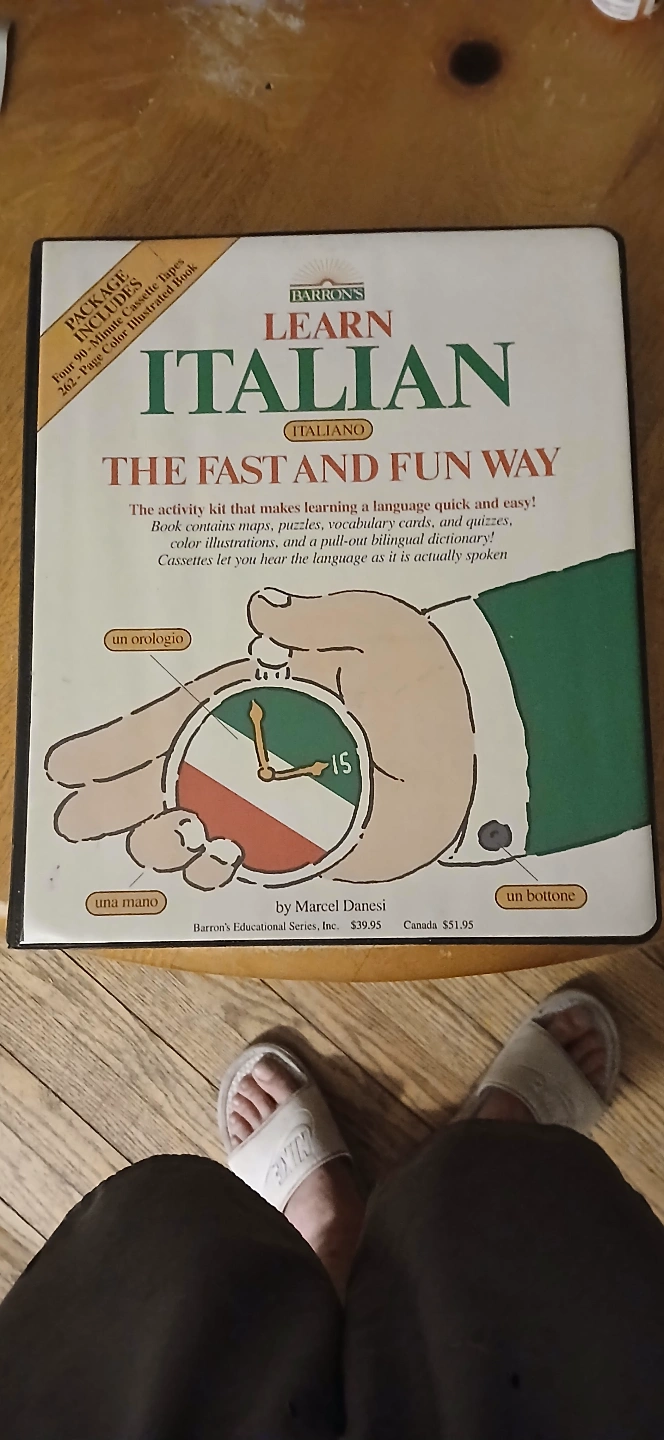 PACKAGE
INCLUDES
Four 90-Minute Cassette Tapes
262-Page Color Illustrated Book
BARRON'S
LEARN
ITALIAN
ITALIANO
THE FAST AND FUN WAY
The activity kit that makes learning a language quick and easy!
Book contains maps, puzzles, vocabulary cards, and quizzes,
color illustrations, and a pull-out bilingual dictionary!
Cassettes let you hear the language as it is actually spoken
un orologio
15
una mano
un bottone
by Marcel Danesi
Barron's Educational Series, Inc. $39.95 Canada $51.95
NIKE